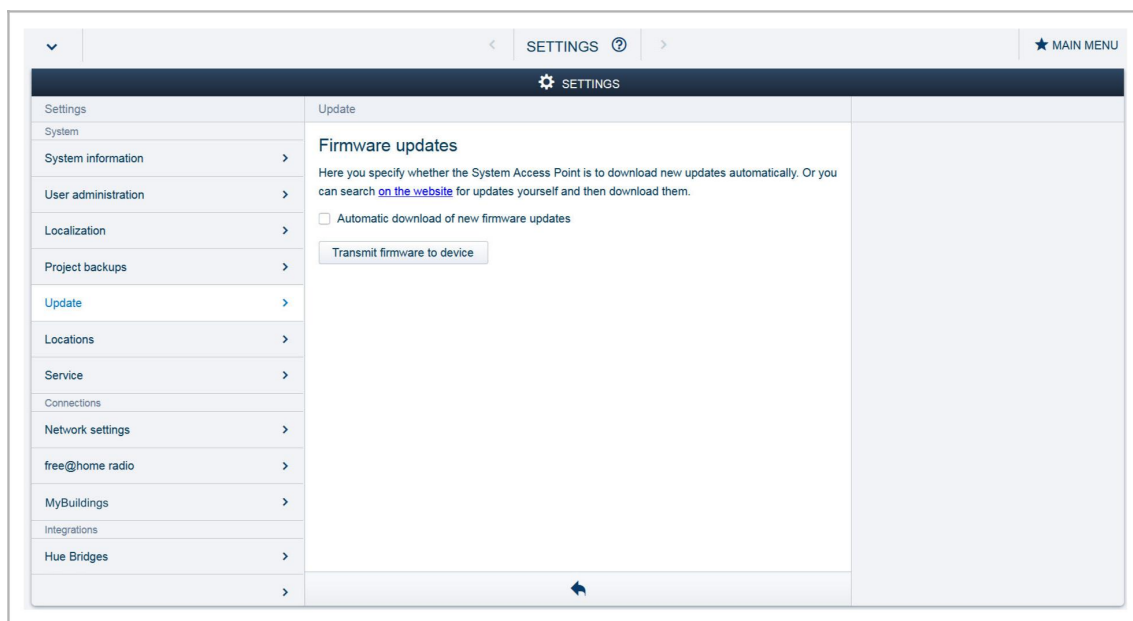 SETTINGS
MAIN MENU
SETTINGS
Settings
Update
System
System information
User administration
Localization
Project backups
Update
Locations
Service
Connections
Network settings
free@home radio
MyBuildings
Integrations
Hue Bridges
Firmware updates
Here you specify whether the System Access Point is to download new updates automatically. Or you
can search on the website for updates yourself and then download them.
Automatic download of new firmware updates
Transmit firmware to device